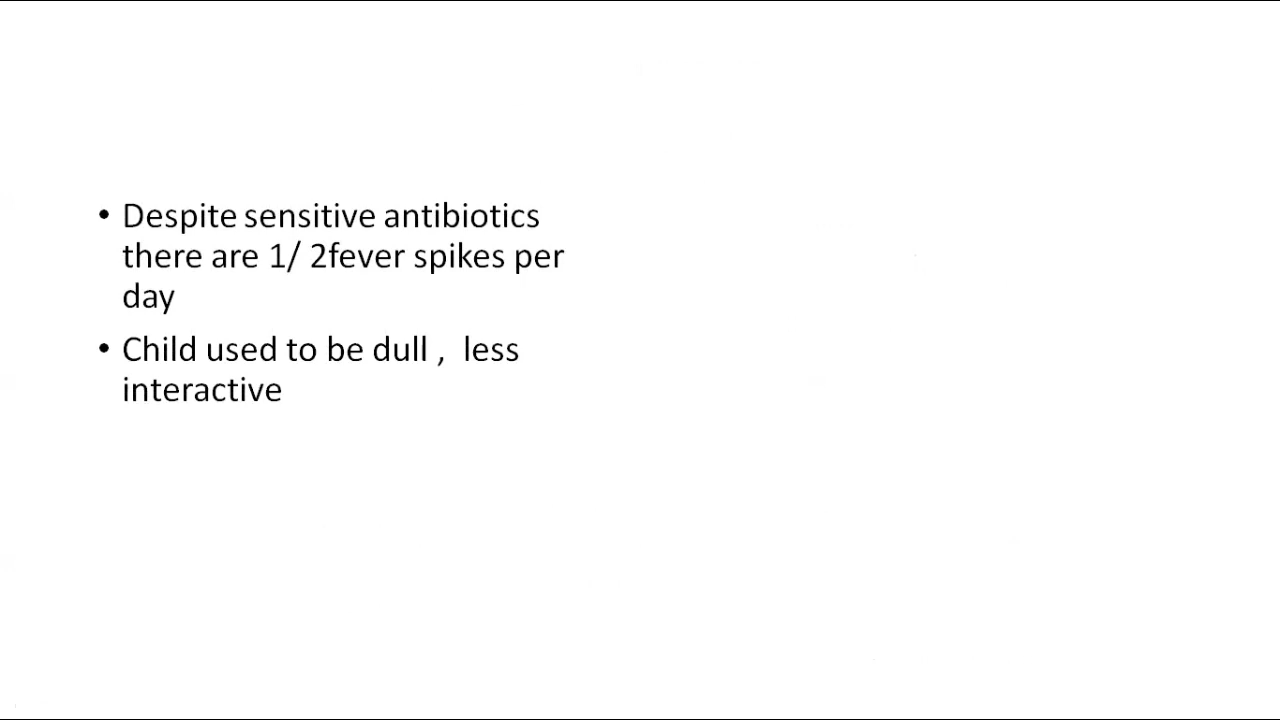 • Despite sensitive antibiotics
there are 1/ 2fever spikes per
day
• Child used to be dull ,  less
interactive